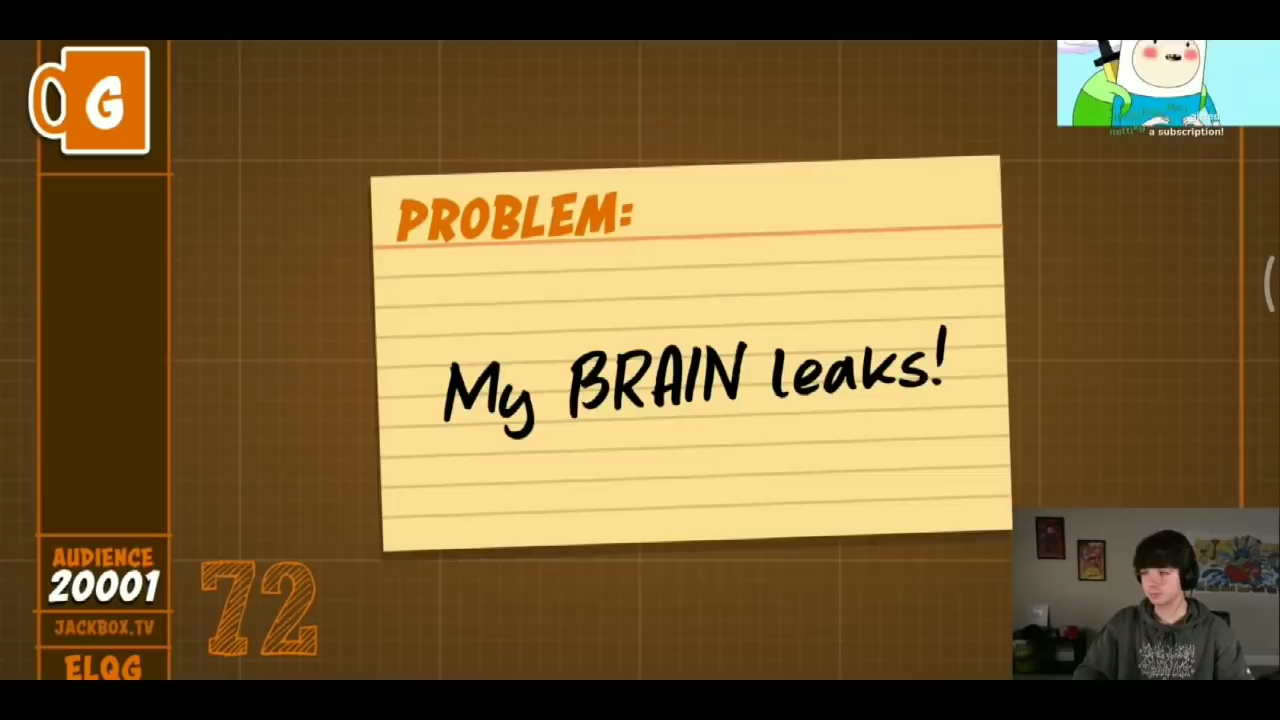 G
a subscription!
PROBLEM:
My BRAIN leaks!
AUDIENCE
20001
72
JACKBOX.TV
ELQG